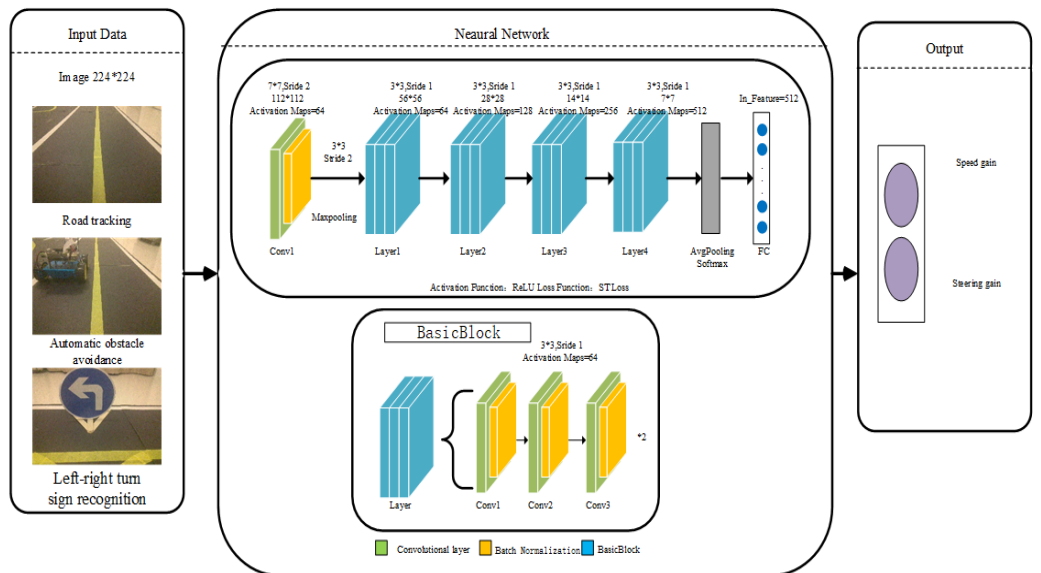 Input Data
Image 224*224
Road tracking
Automatic obstacle
avoidance
Left-right turn
sign recognition
Neaural Network
7*7,Sride 2
112*112
Activation Maps=64
3*3
Stride 2
Maxpooling
3*3,Sride 1
56*56
Activation Maps=64
3*3,Sride 1
28*28
Activation Maps=128
3*3,Sride 1
14*14
Activation Maps=256
3*3,Sride 1
7*7
Activation Maps=512
In_Feature=512
Conv1
Layer1
Layer2
Layer3
Layer4
AvgPooling
Softmax
FC
Activation Function: ReLU Loss Function: STLoss
BasicBlock
3*3,Sride 1
Activation Maps=64
*2
Layer
Conv1
Conv2
Conv3
Convolutional layer
Batch Normalization
BasicBlock
Output
Speed gain
Steering gain